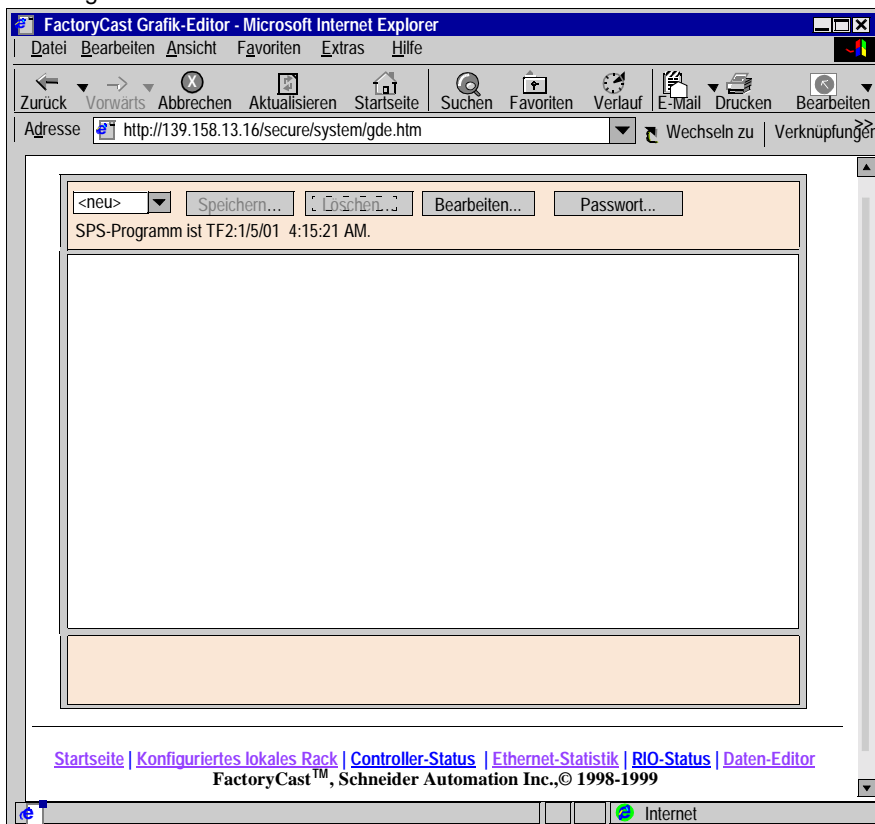 FactoryCast Grafik-Editor - Microsoft Internet Explorer
Datei Bearbeiten Ansicht Favoriten Extras Hilfe
Zurück Vorwärts Abbrechen Aktualisieren Startseite Suchen Favoriten Verlauf E-Mail Drucken Bearbeiten
Adresse http://139.158.13.16/secure/system/gde.htm Wechseln zu Verknüpfungen >>
<neu> Speichern... Löschen... Bearbeiten... Passwort...
SPS-Programm ist TF2:1/5/01 4:15:21 AM.
Startseite | Konfiguriertes lokales Rack | Controller-Status | Ethernet-Statistik | RIO-Status | Daten-Editor
FactoryCast™, Schneider Automation Inc.,© 1998-1999
Internet